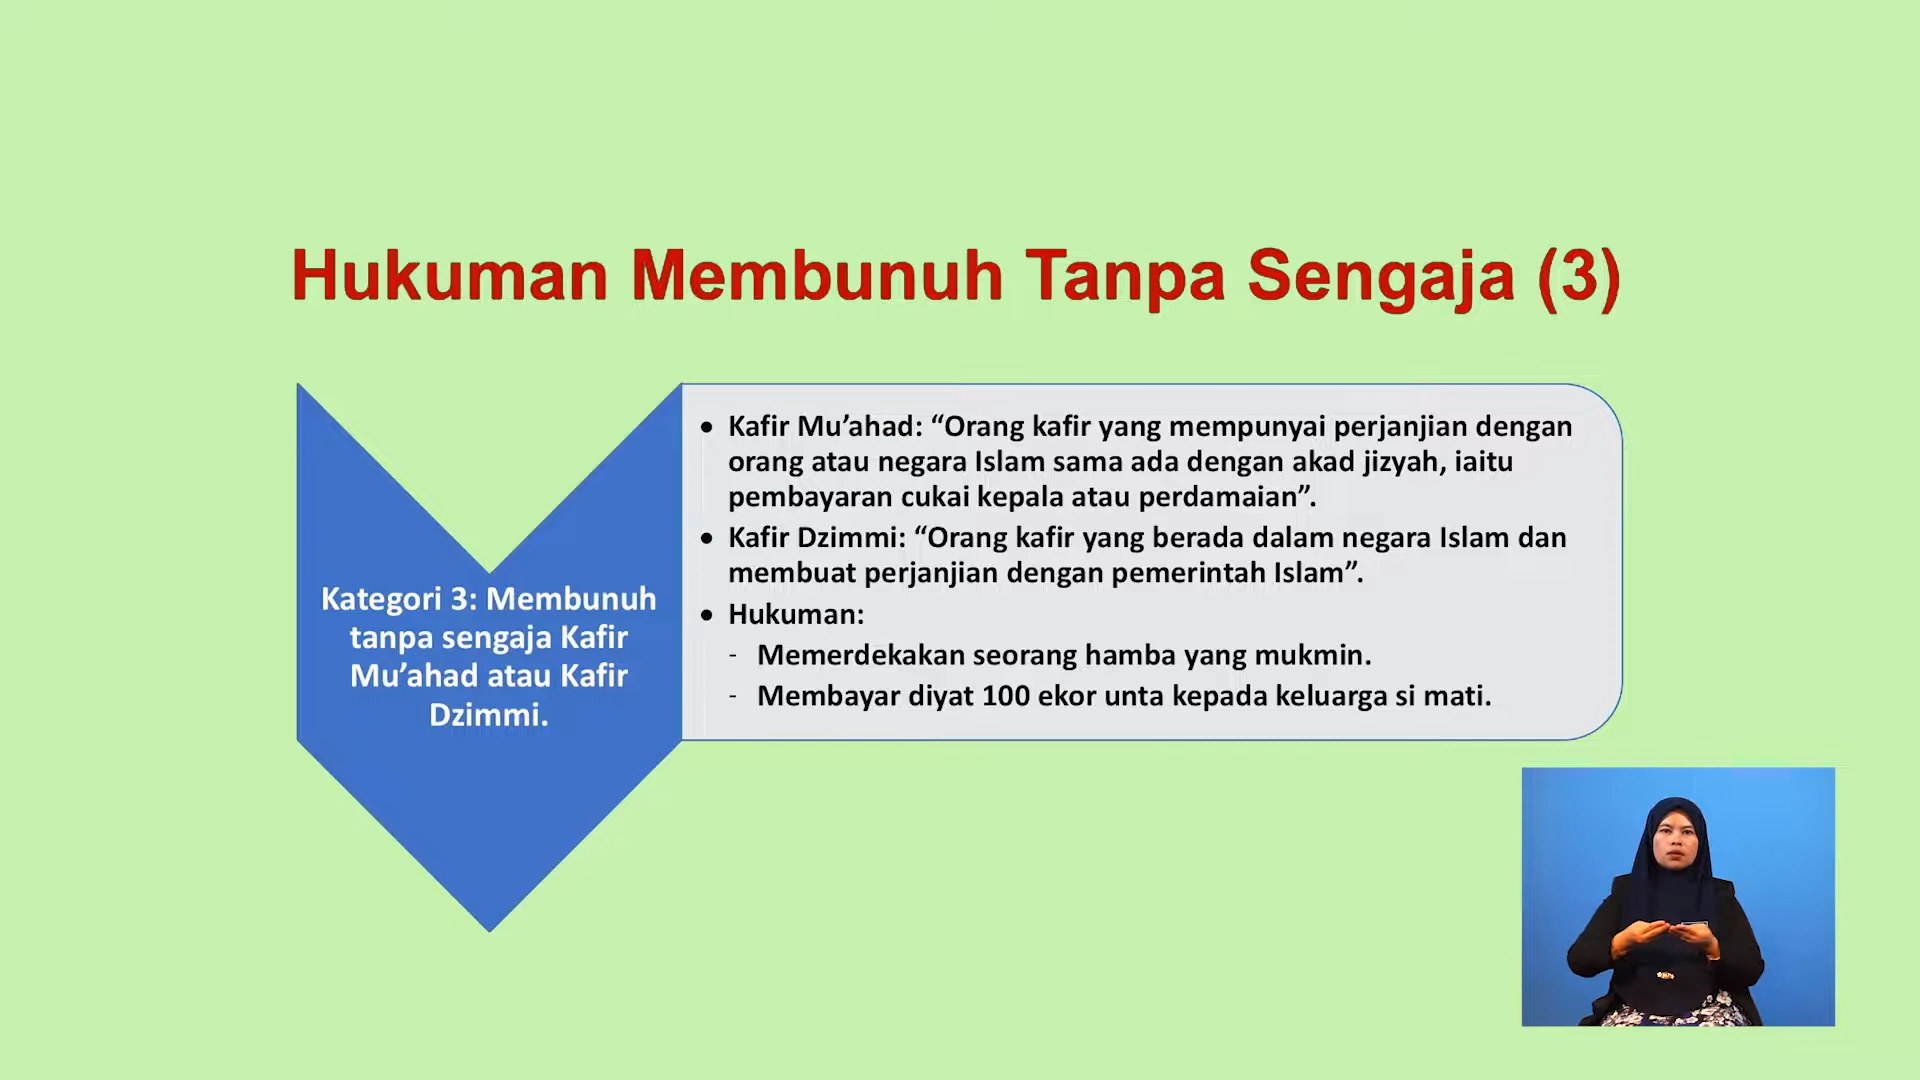 Hukuman Membunuh Tanpa Sengaja (3)
Kategori 3: Membunuh
tanpa sengaja Kafir
Mu’ahad atau Kafir
Dzimmi.
• Kafir Mu’ahad: “Orang kafir yang mempunyai perjanjian dengan
orang atau negara Islam sama ada dengan akad jizyah, iaitu
pembayaran cukai kepala atau perdamaian”.
• Kafir Dzimmi: “Orang kafir yang berada dalam negara Islam dan
membuat perjanjian dengan pemerintah Islam”.
• Hukuman:
- Memerdekakan seorang hamba yang mukmin.
- Membayar diyat 100 ekor unta kepada keluarga si mati.